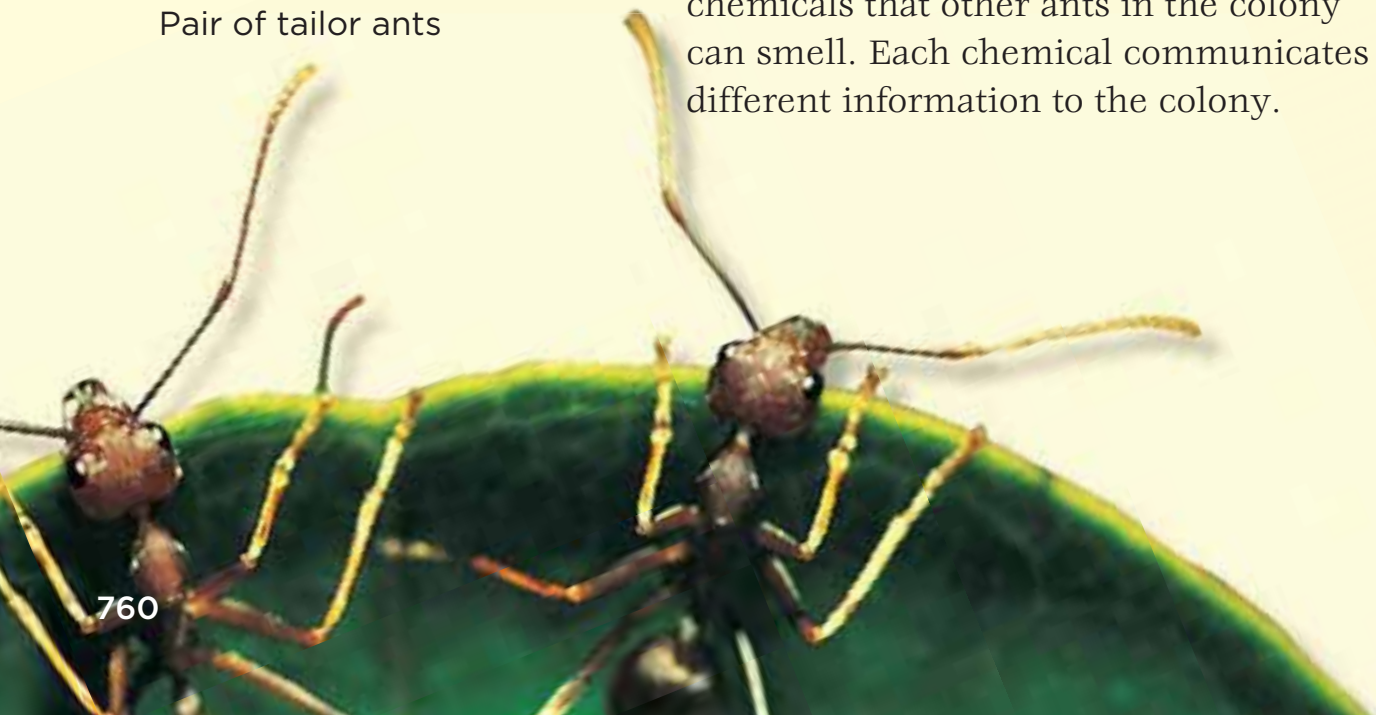 Pair of tailor ants
chemicals that other ants in the colony
can smell. Each chemical communicates
different information to the colony.
760